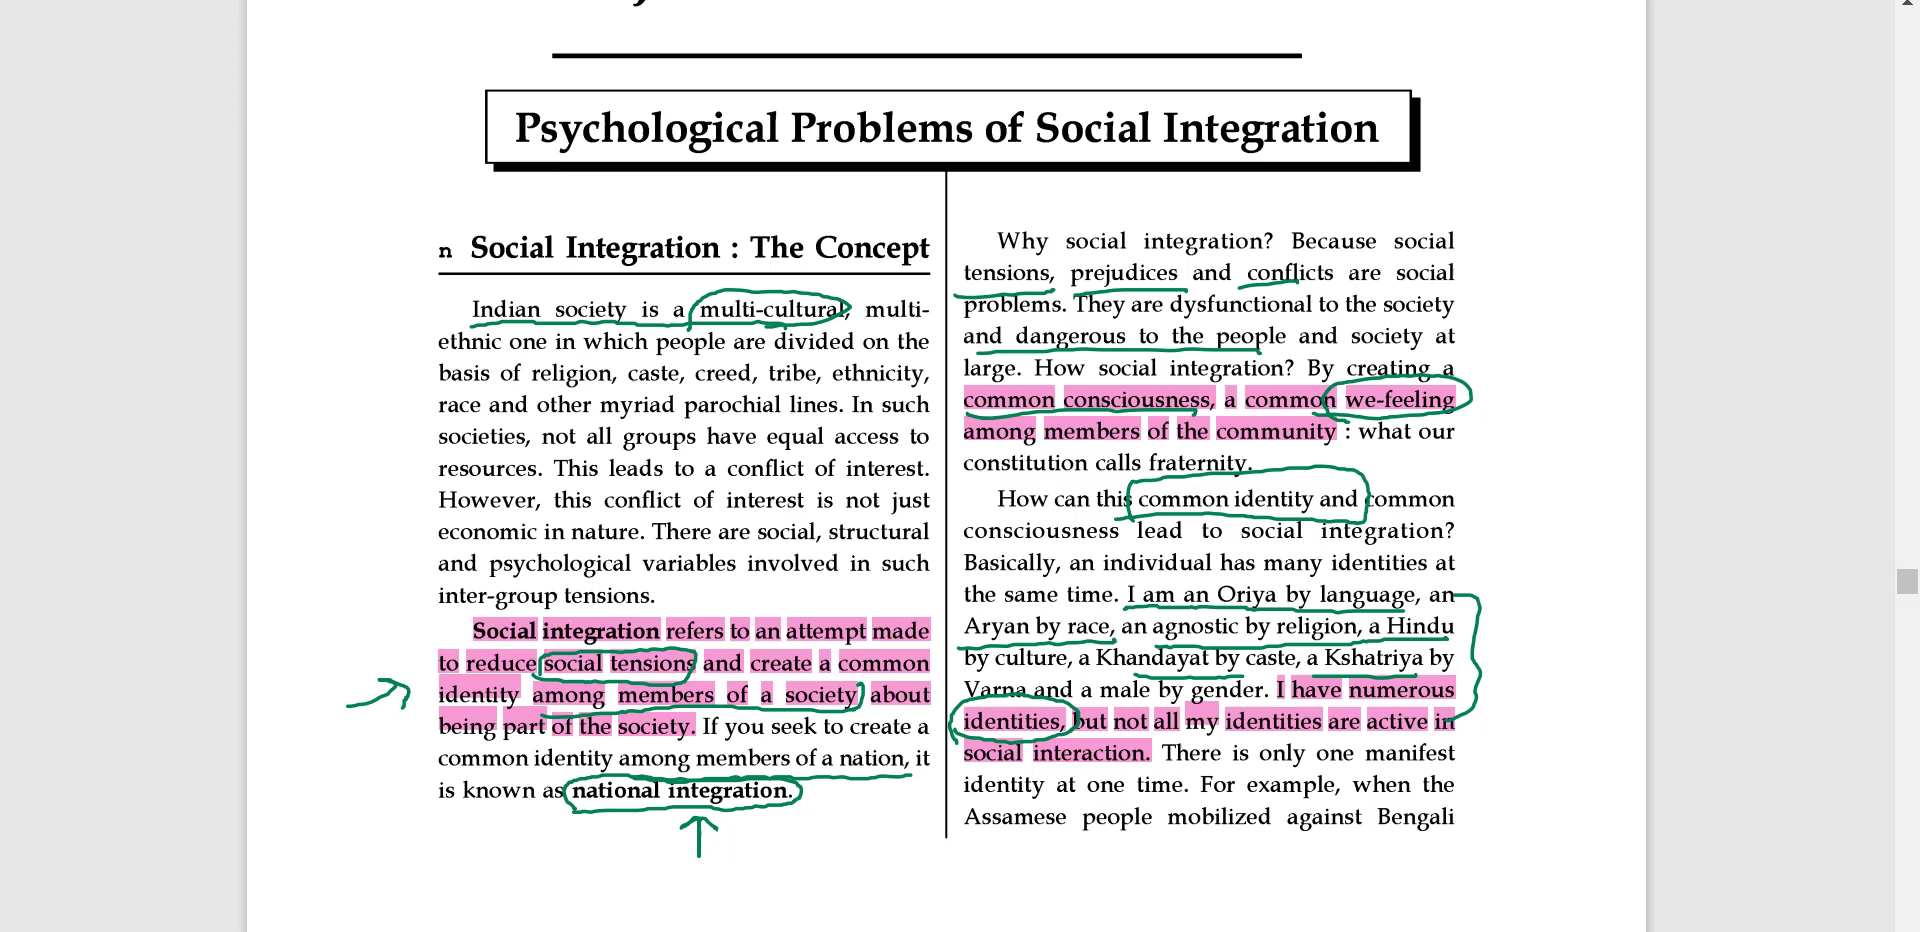 Psychological Problems of Social Integration
n Social Integration : The Concept
Indian society is a multi-cultural, multi-
ethnic one in which people are divided on the
basis of religion, caste, creed, tribe, ethnicity,
race and other myriad parochial lines. In such
societies, not all groups have equal access to
resources. This leads to a conflict of interest.
However, this conflict of interest is not just
economic in nature. There are social, structural
and psychological variables involved in such
inter-group tensions.
Social integration refers to an attempt made
to reduce social tensions and create a common
identity among members of a society about
being part of the society. If you seek to create a
common identity among members of a nation, it
is known as national integration.
Why social integration? Because social
tensions, prejudices and conflicts are social
problems. They are dysfunctional to the society
and dangerous to the people and society at
large. How social integration? By creating a
common consciousness, a common we-feeling
among members of the community : what our
constitution calls fraternity.
How can this common identity and common
consciousness lead to social integration?
Basically, an individual has many identities at
the same time. I am an Oriya by language, an
Aryan by race, an agnostic by religion, a Hindu
by culture, a Khandayat by caste, a Kshatriya by
Varna and a male by gender. I have numerous
identities, but not all my identities are active in
social interaction. There is only one manifest
identity at one time. For example, when the
Assamese people mobilized against Bengali